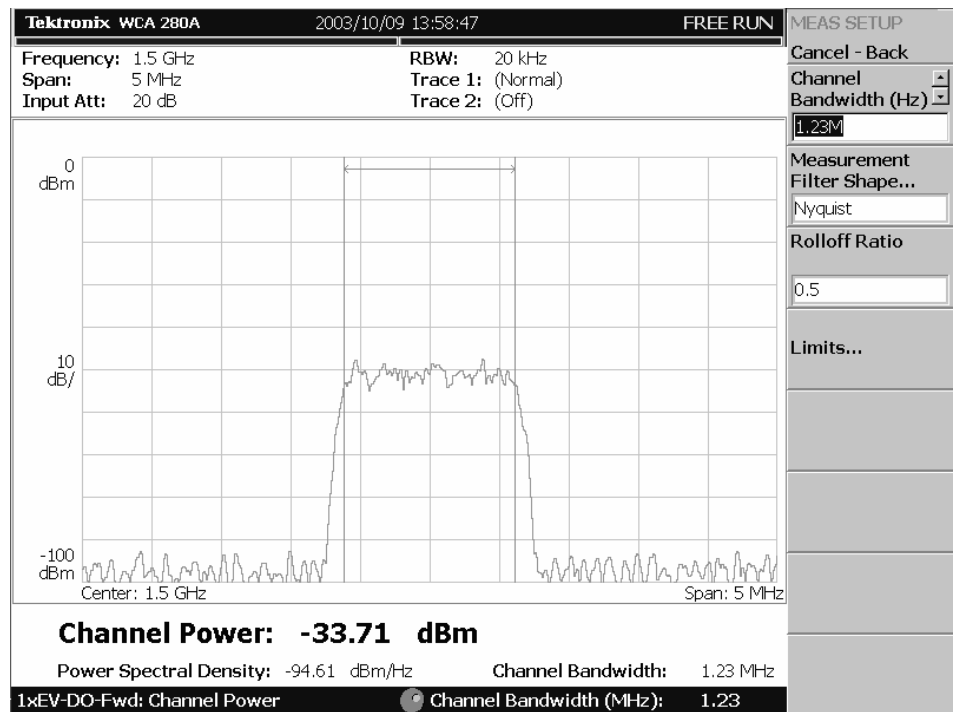 Tektronix WCA 280A 2003/10/09 13:58:47 FREE RUN
Frequency: 1.5 GHz RBW: 20 kHz
Span: 5 MHz Trace 1: (Normal)
Input Att: 20 dB Trace 2: (Off)
0
dBm
10
dB/
-100
dBm
Center: 1.5 GHz Span: 5 MHz
Channel Power: -33.71 dBm
Power Spectral Density: -94.61 dBm/Hz Channel Bandwidth: 1.23 MHz
1xEV-DO-Fwd: Channel Power Channel Bandwidth (MHz): 1.23
MEAS SETUP
Cancel - Back
Channel
Bandwidth (Hz)
1.23M
Measurement
Filter Shape...
Nyquist
Rolloff Ratio
0.5
Limits...